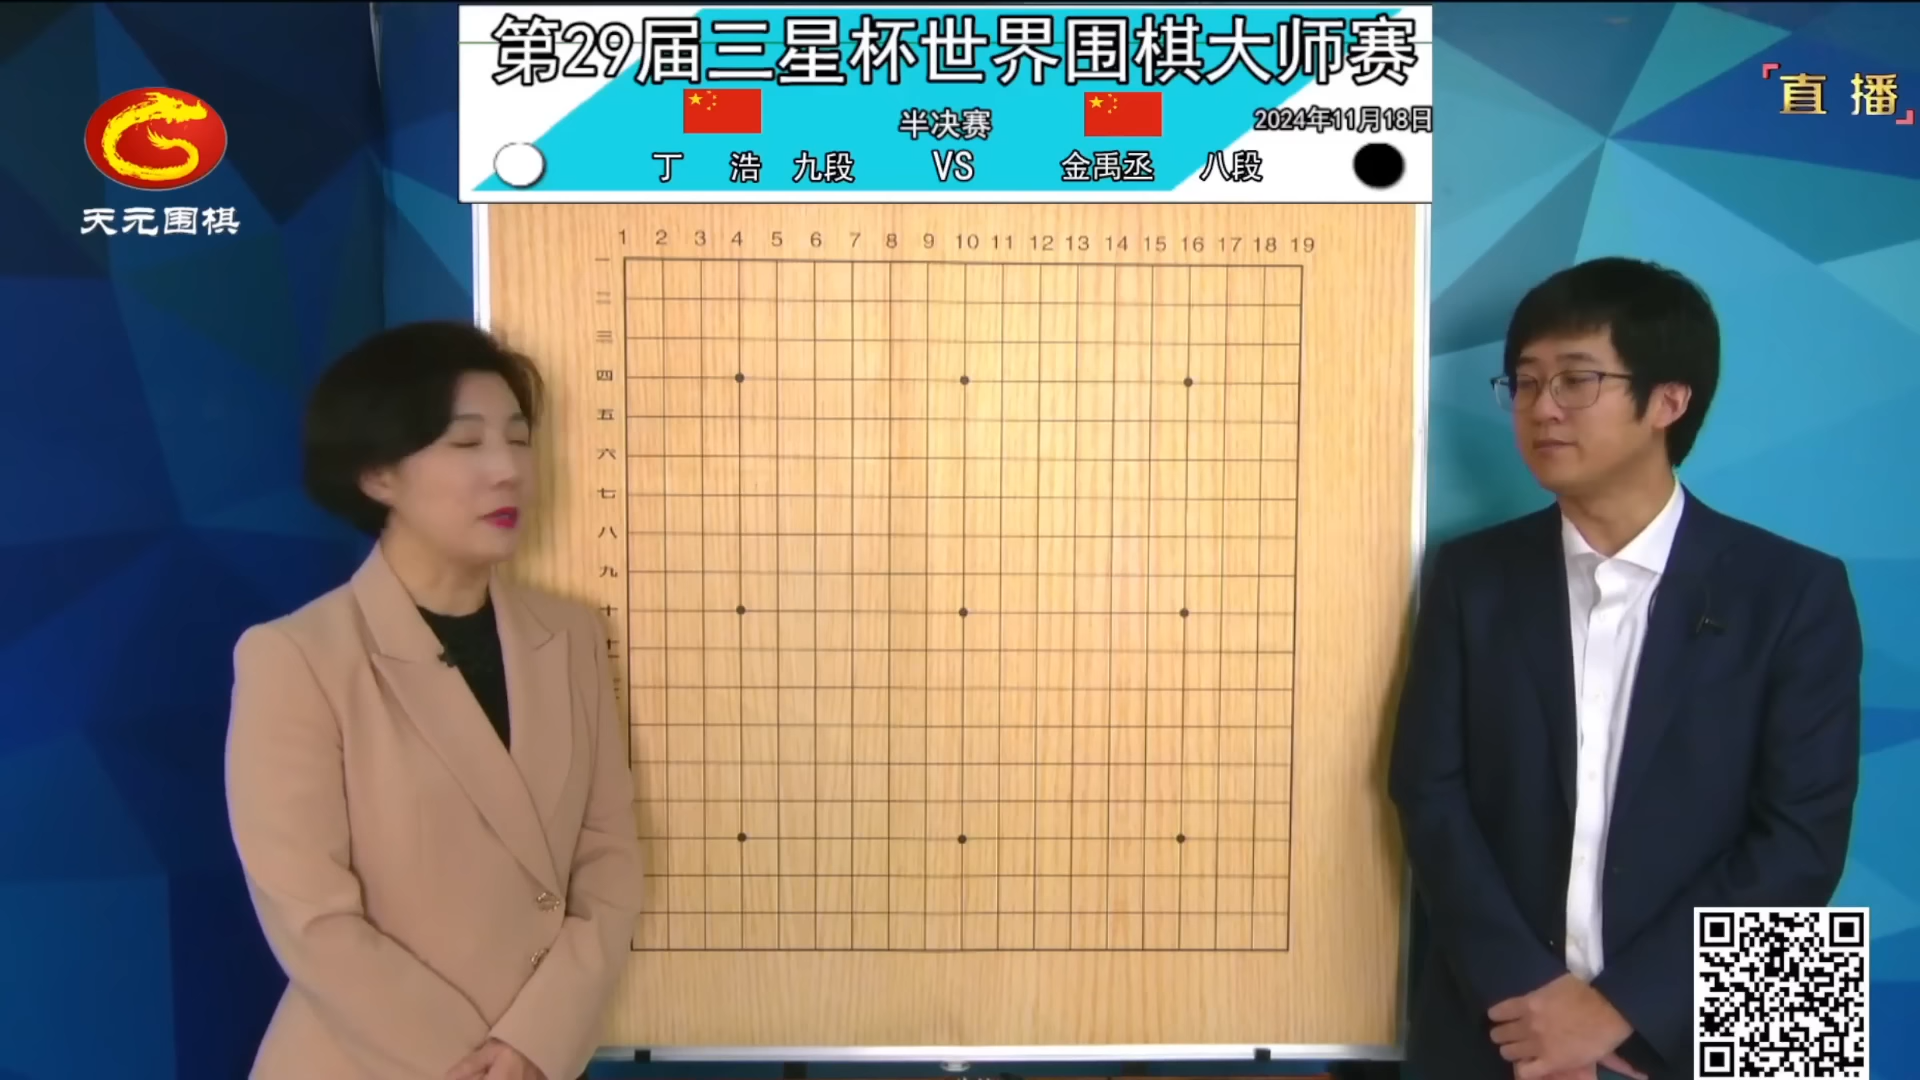 第29届三星杯世界围棋大师赛
半决赛
2024年11月18日
丁 浩 九段 VS 金禹丞 八段
直播
天元围棋
1 2 3 4 5 6 7 8 9 10 11 12 13 14 15 16 17 18 19
一
二
三
四
五
六
七
八
九
十
十一